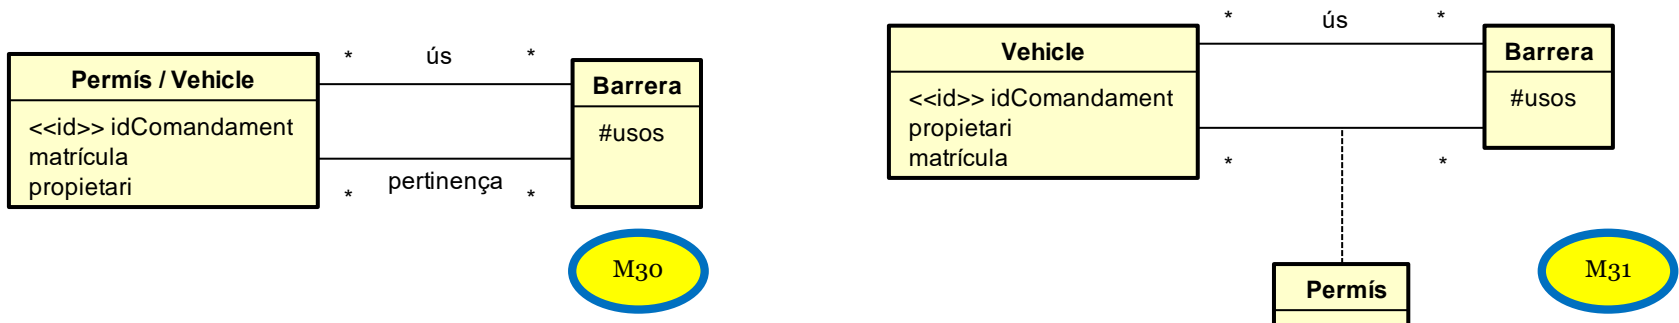 * ús *
Permís / Vehicle
<<id>> idComandament
matrícula
propietari
Barrera
#usos
* pertinença *
M30
* ús *
Vehicle
<<id>> idComandament
propietari
matrícula
Barrera
#usos
* *
Permís
M31